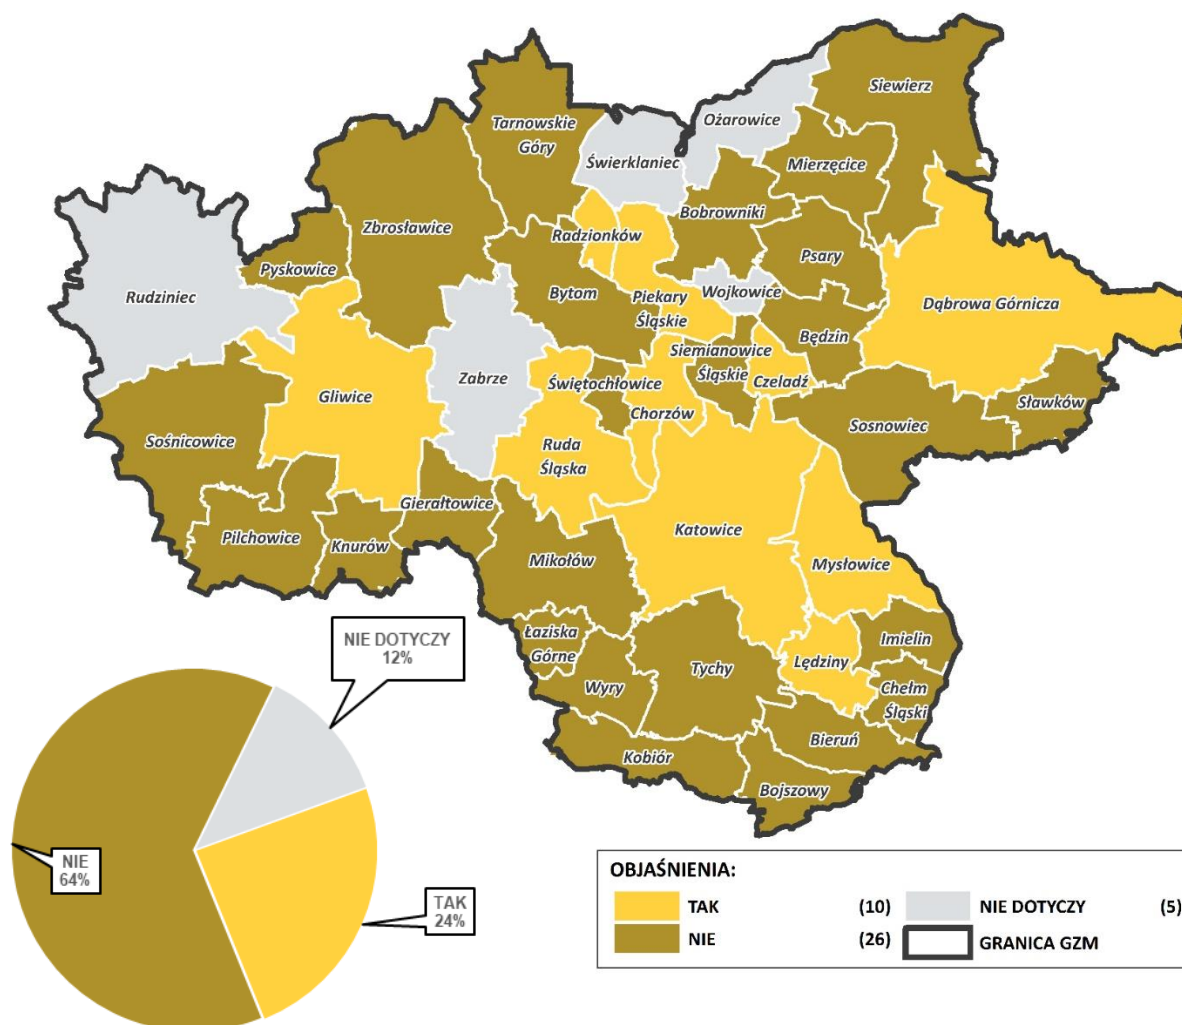 Siewierz
Ożarowice
Tarnowskie
Góry
Świerklaniec
Mierzęcice
Bobrowniki
Zbrosławice
Radzionków
Psary
Pyskowice
Rudziniec
Bytom
Piekary
Śląskie
Wojkowice
Dąbrowa Górnicza
Będzin
Siemianowice
Śląskie
Zabrze
Świętochłowice
Czeladź
Gliwice
Chorzów
Sławków
Sosnowiec
Sośnicowice
Ruda
Śląska
Gierałtowice
Katowice
Pilchowice
Knurów
Mikołów
Mysłowice
Łaziska
Górne
Imielin
Lędziny
Tychy
Wyry
Chełm
Śląski
Bieruń
Kobiór
Bojszowy
NIE DOTYCZY
12%
NIE
64%
TAK
24%
OBJAŚNIENIA:
TAK (10) NIE DOTYCZY (5)
NIE (26) GRANICA GZM